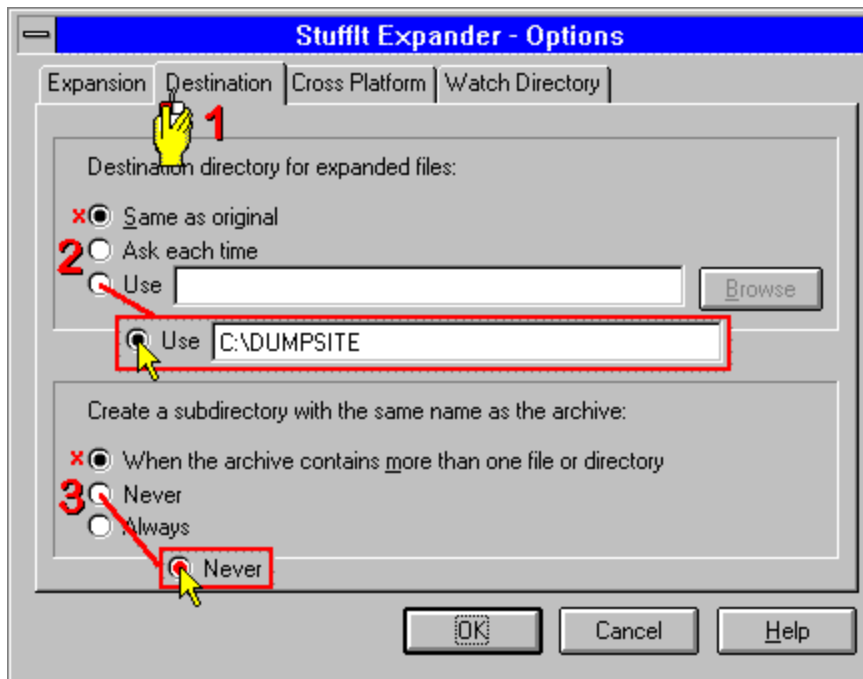 StuffIt Expander - Options
Expansion Destination Cross Platform Watch Directory
1
Destination directory for expanded files:
x Same as original
2 Ask each time
Use Browse
Use C:\DUMPSITE
Create a subdirectory with the same name as the archive:
x When the archive contains more than one file or directory
3 Never
Always
Never
OK Cancel Help